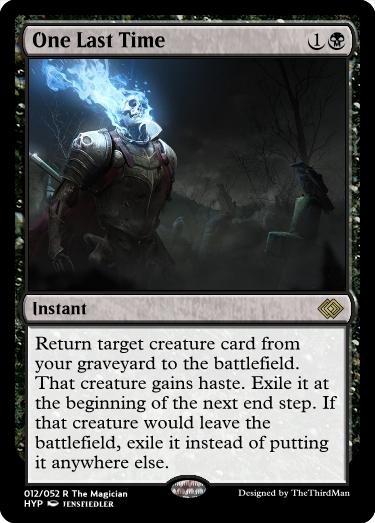 One Last Time
1
Instant
Return target creature card from
your graveyard to the battlefield.
That creature gains haste. Exile it at
the beginning of the next end step. If
that creature would leave the
battlefield, exile it instead of putting
it anywhere else.
012/052 R The Magician
Designed by TheThirdMan
HYP JENSFIEDLER